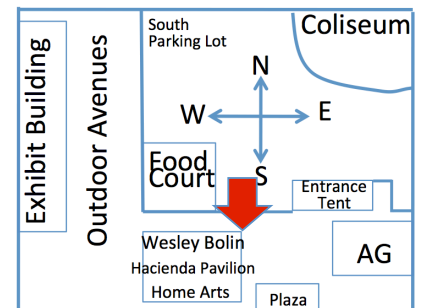 South
Parking Lot
Coliseum
Exhibit Building
Outdoor Avenues
N
W
E
S
Food
Court
Entrance
Tent
Wesley Bolin
Hacienda Pavilion
Home Arts
AG
Plaza